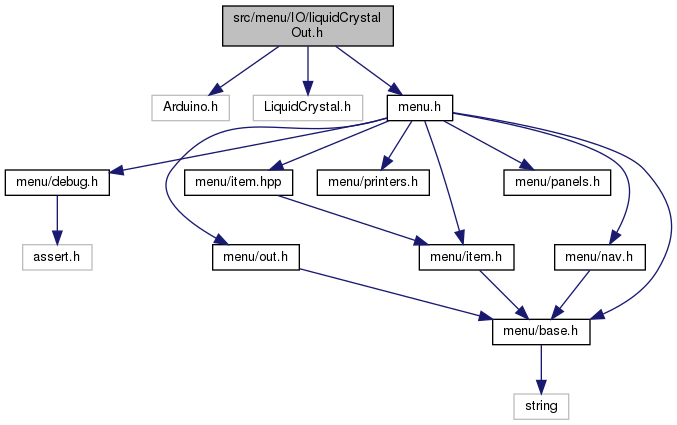 src/menu/IO/liquidCrystal
Out.h
Arduino.h
LiquidCrystal.h
menu.h
menu/debug.h
menu/item.hpp
menu/printers.h
menu/panels.h
assert.h
menu/out.h
menu/item.h
menu/nav.h
menu/base.h
string